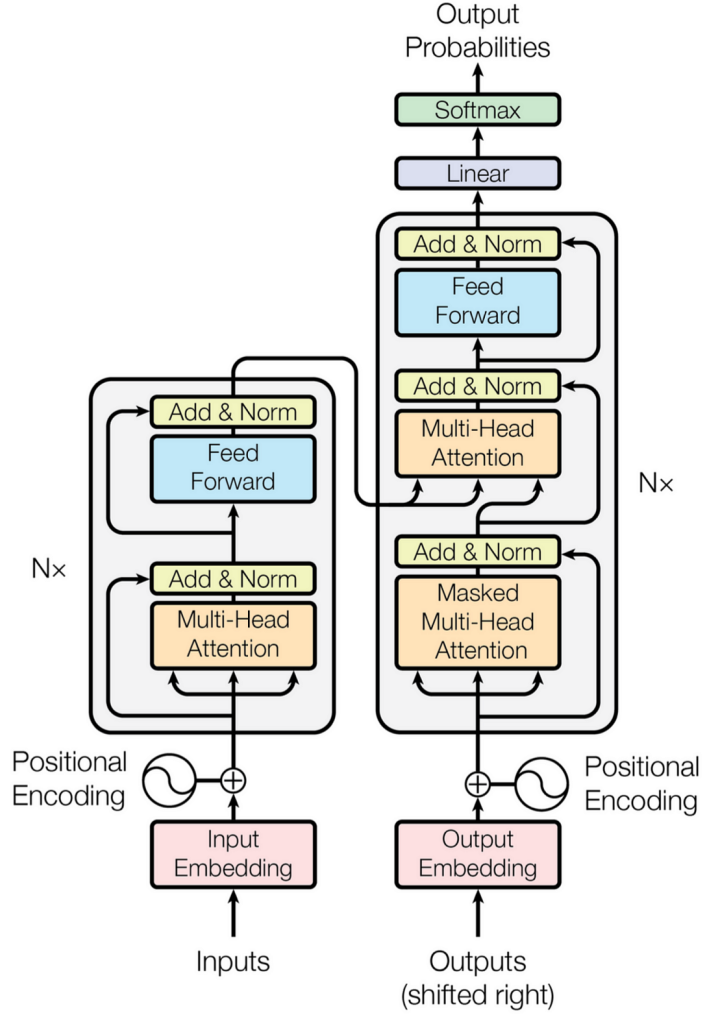 Output
Probabilities
Softmax
Linear
Add & Norm
Feed
Forward
Add & Norm
Multi-Head
Attention
Add & Norm
Masked
Multi-Head
Attention
N×
Add & Norm
Feed
Forward
Add & Norm
Multi-Head
Attention
N×
Positional
Encoding
Positional
Encoding
Input
Embedding
Output
Embedding
Inputs
Outputs
(shifted right)